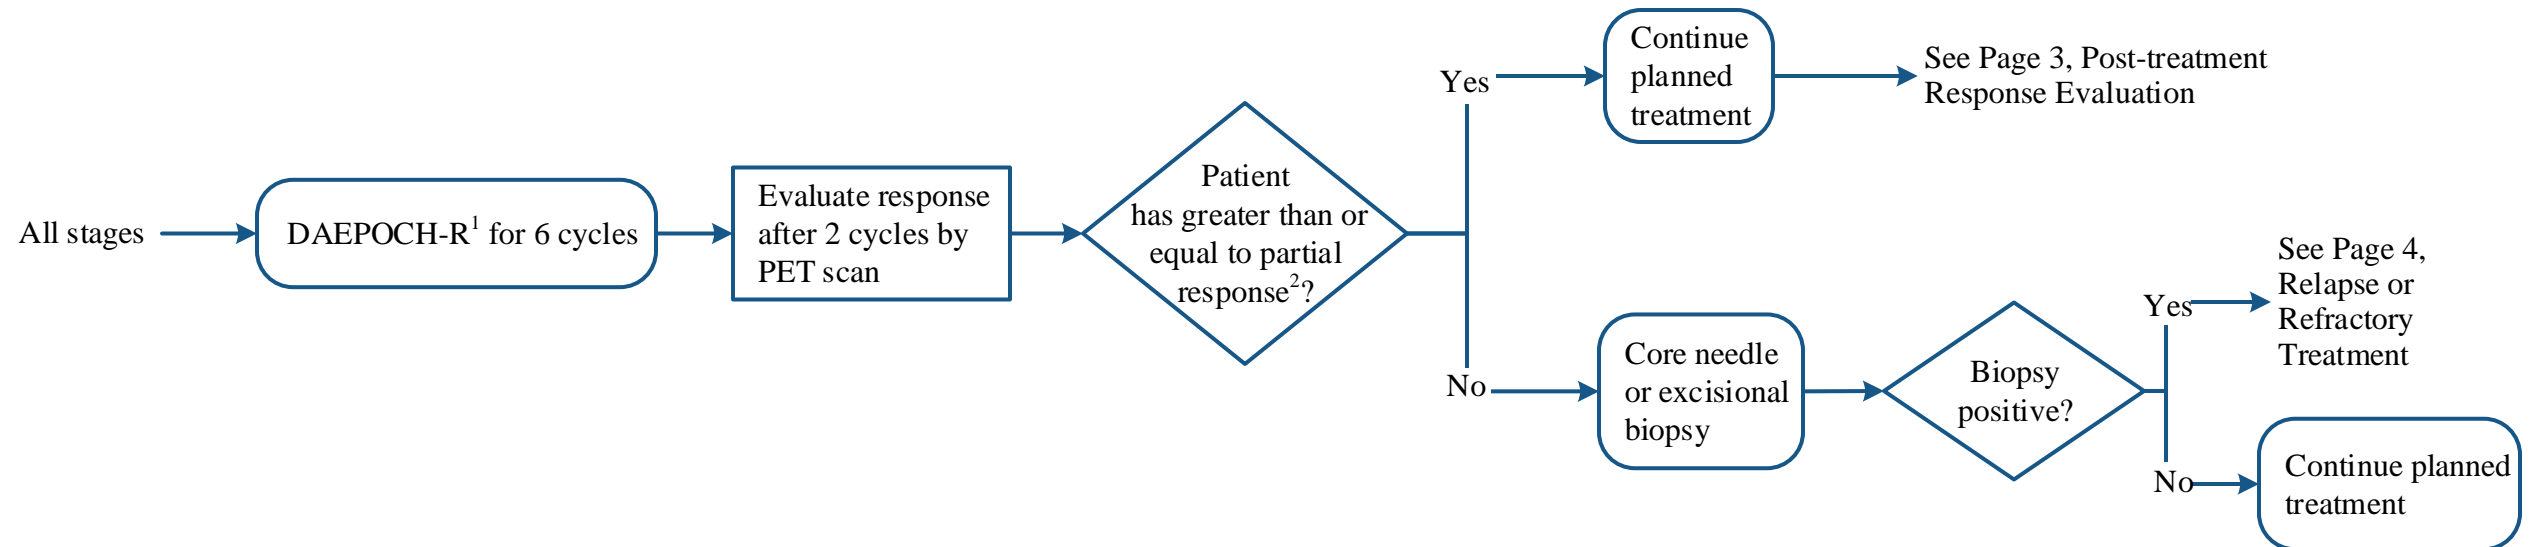 All stages
DAEPOCH-R¹ for 6 cycles
Evaluate response
after 2 cycles by
PET scan
Patient
has greater than or
equal to partial
response²?
Yes
Continue
planned
treatment
See Page 3, Post-treatment
Response Evaluation
No
Core needle
or excisional
biopsy
Biopsy
positive?
Yes
See Page 4,
Relapse or
Refractory
Treatment
No
Continue planned
treatment